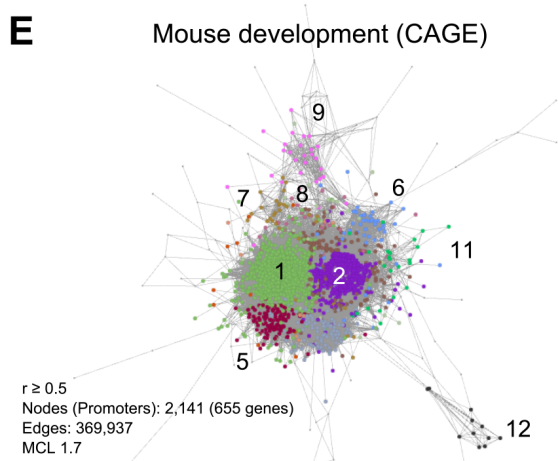 E
Mouse development (CAGE)
9
7
8
6
11
1
2
5
r ≥ 0.5
Nodes (Promoters): 2,141 (655 genes)
Edges: 369,937
MCL 1.7
12